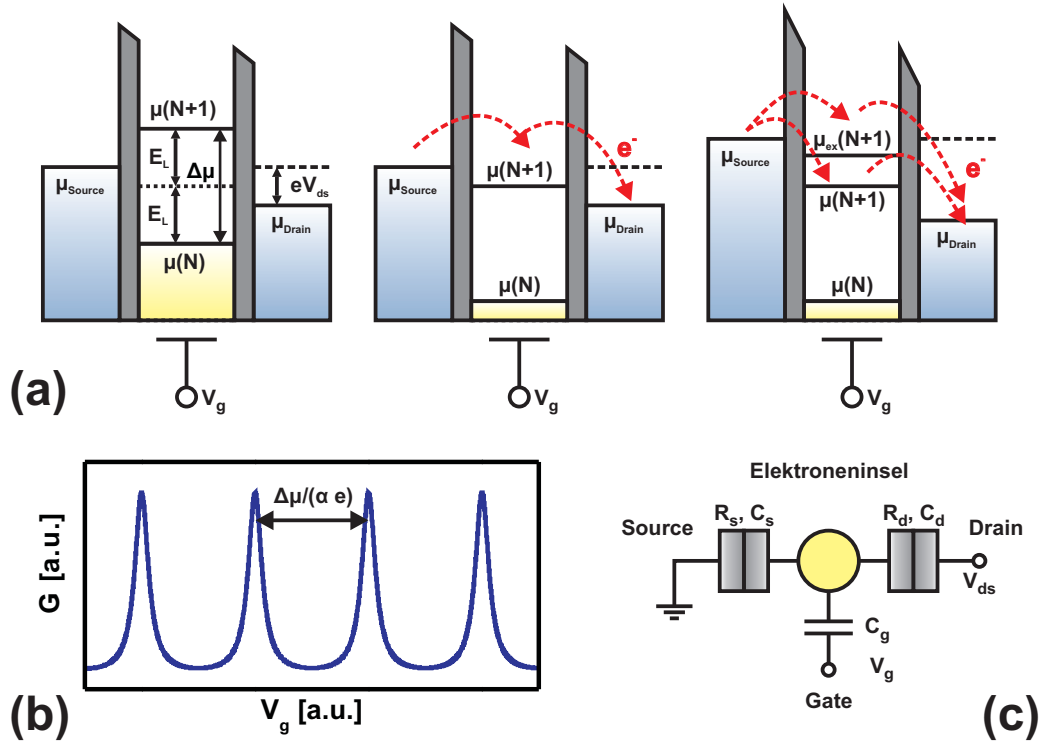 μ(N+1)
E_L
Δμ
μ_Source
E_L
eV_ds
μ_Drain
μ(N)
V_g
e⁻
μ(N+1)
μ_Source
μ_Drain
μ(N)
V_g
μ_ex(N+1)
μ_Source
e⁻
μ(N+1)
μ_Drain
μ(N)
V_g
(a)
Δμ/(α e)
G [a.u.]
V_g [a.u.]
(b)
Elektroneninsel
Source
R_s, C_s
R_d, C_d
Drain
V_ds
C_g
V_g
Gate
(c)